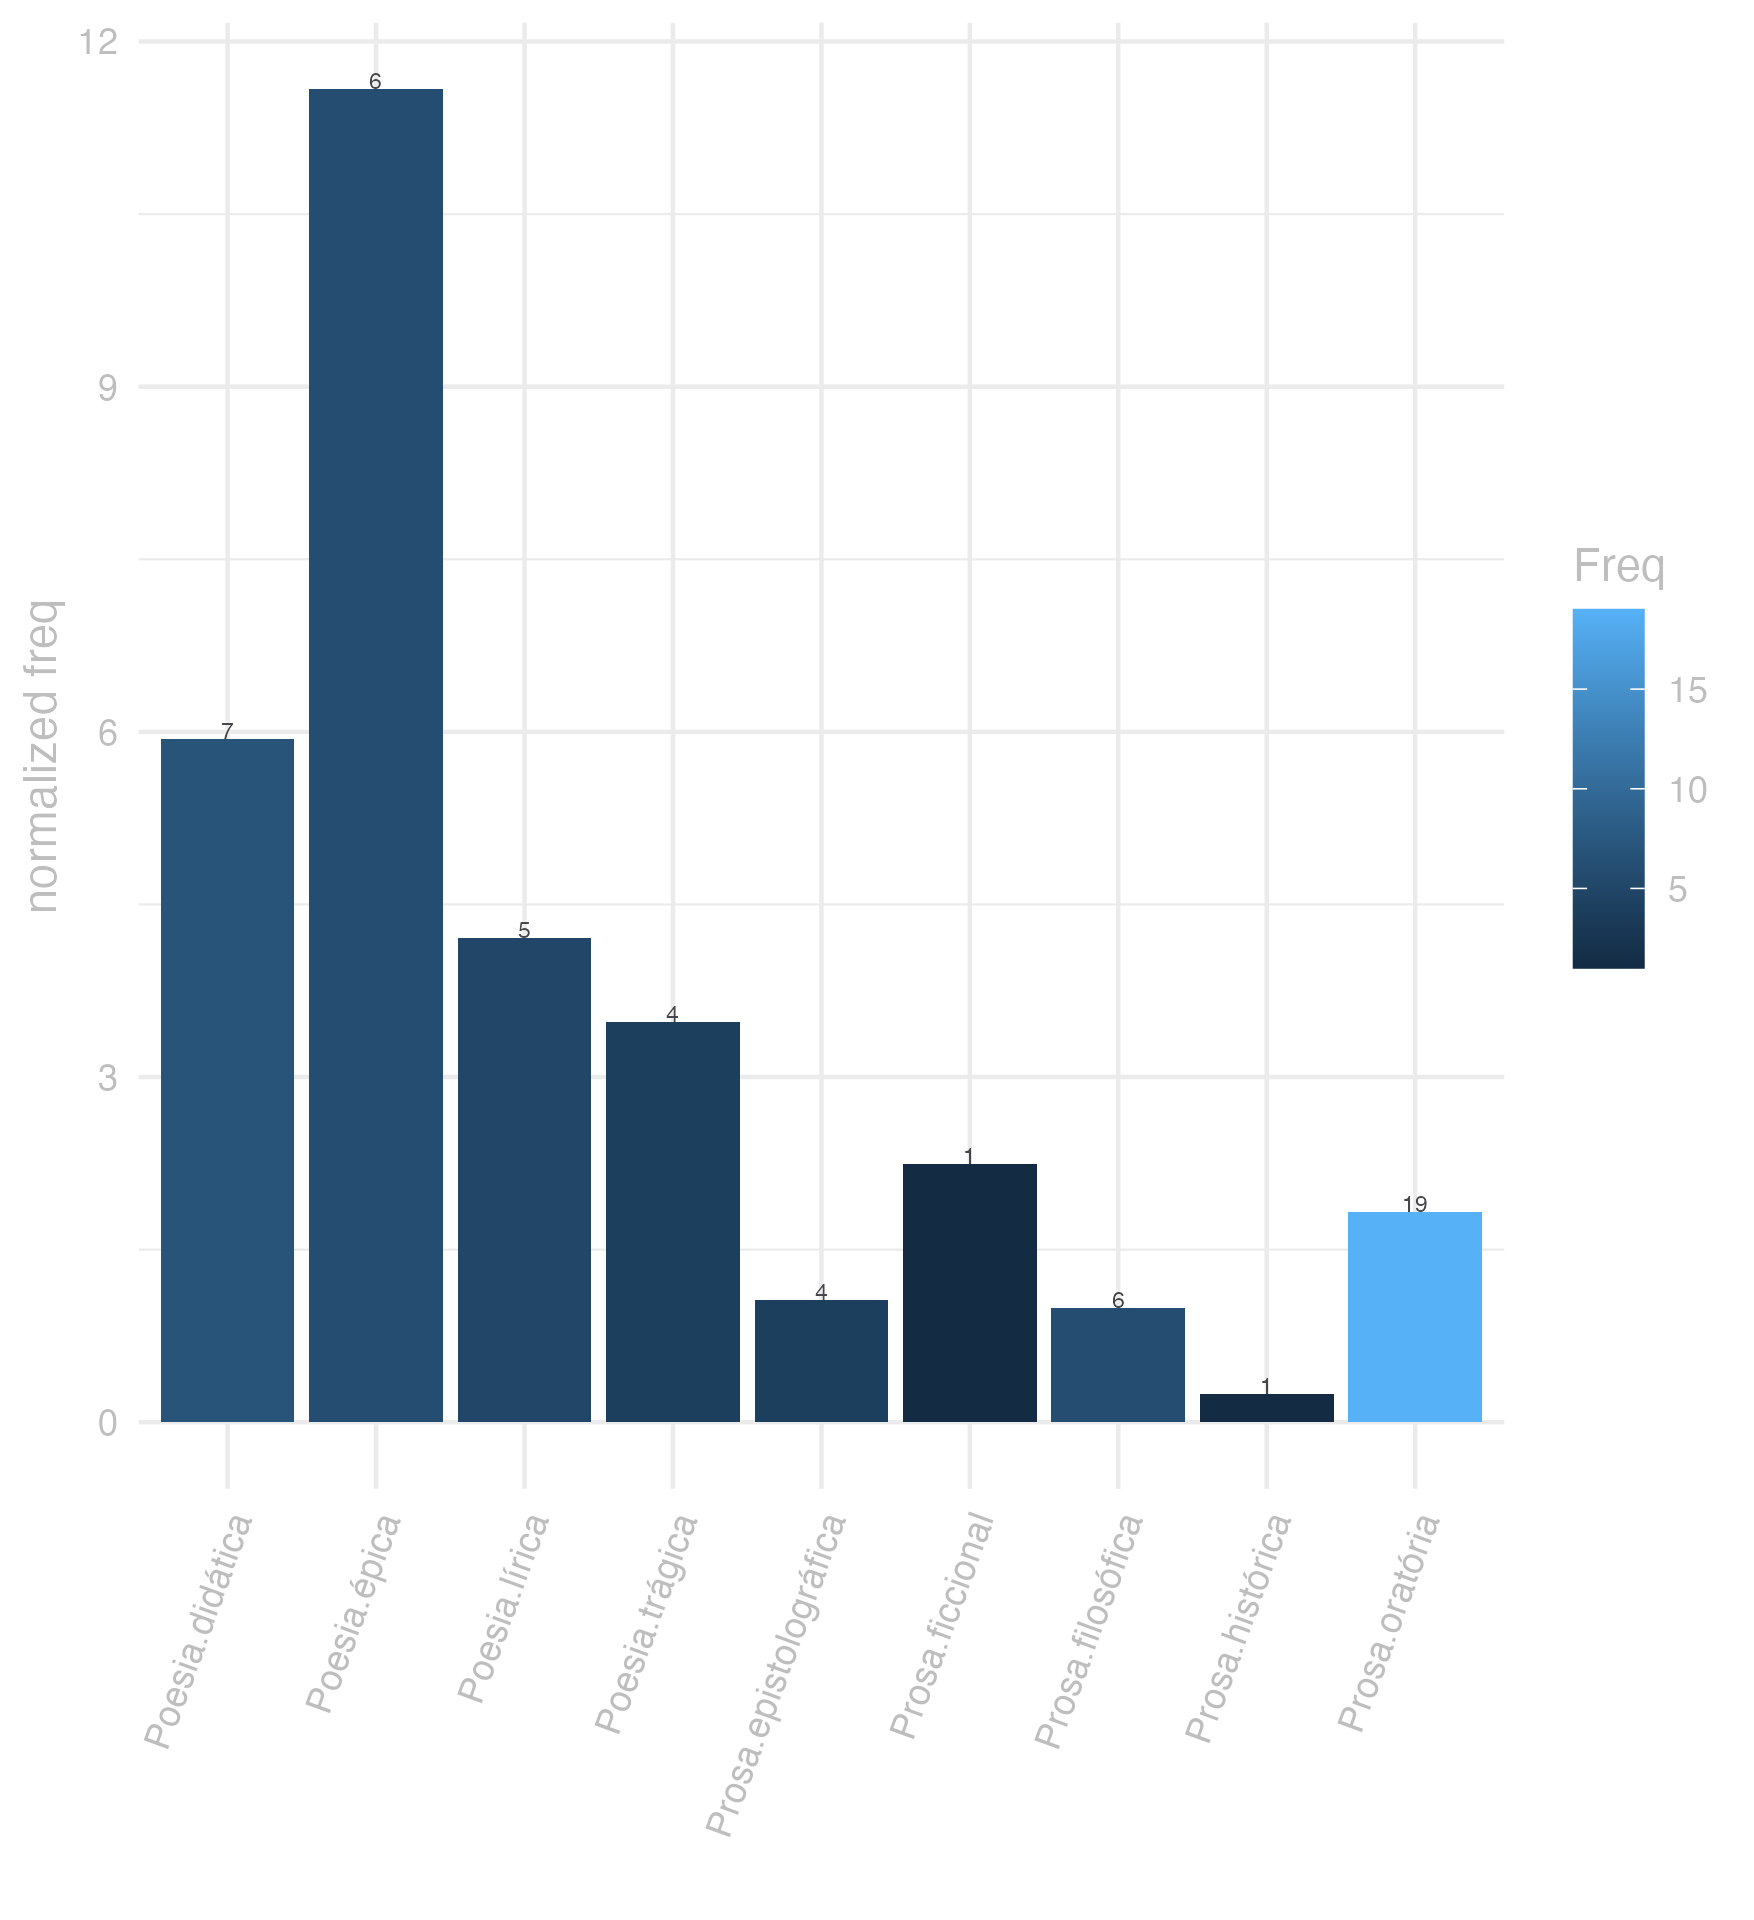 12
9
6
3
0
normalized freq
7
6
5
4
4
1
6
1
19
Poesia.didática
Poesia.épica
Poesia.lírica
Poesia.trágica
Prosa.epistolográfica
Prosa.ficcional
Prosa.filosófica
Prosa.histórica
Prosa.oratória
Freq
15
10
5